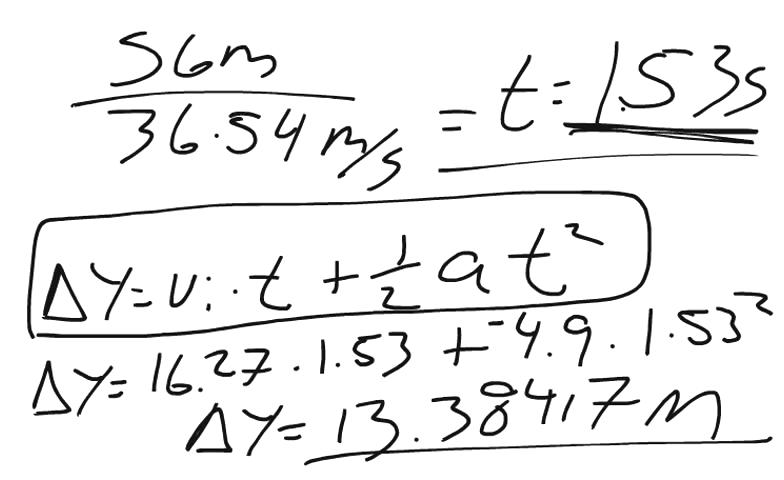 56m
36.54 m/s = t = 1.53s
ΔY = v_i · t + 1/2 a t²
ΔY = 16.27 · 1.53 + -4.9 · 1.53²
ΔY = 13.38417 m